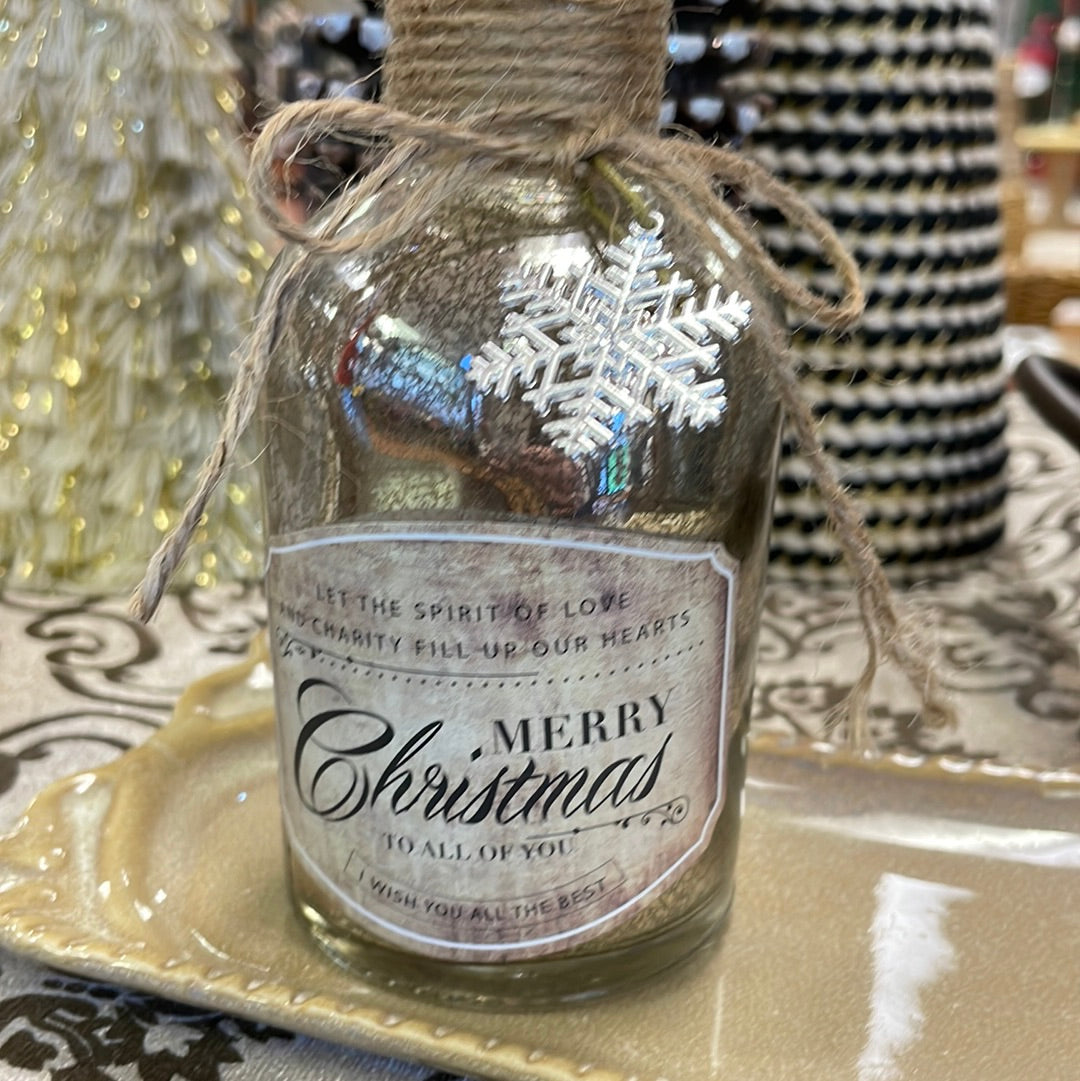 LET THE SPIRIT OF LOVE
AND CHARITY FILL UP OUR HEARTS
MERRY
Christmas
TO ALL OF YOU
I WISH YOU ALL THE BEST